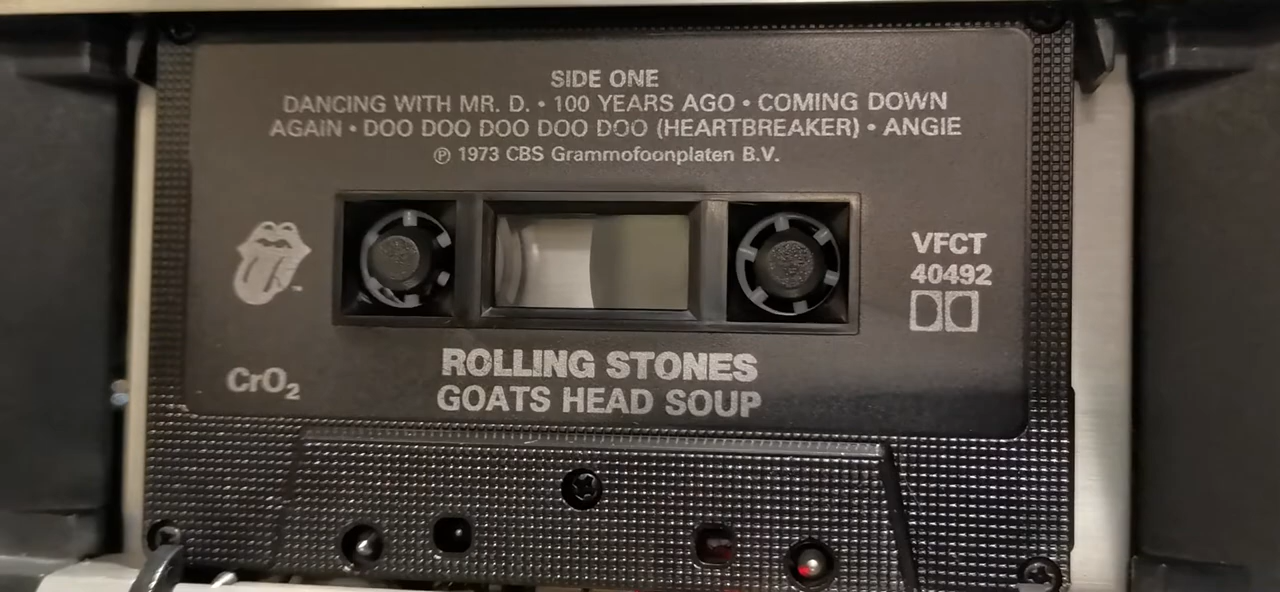 SIDE ONE
DANCING WITH MR. D. • 100 YEARS AGO • COMING DOWN
AGAIN • DOO DOO DOO DOO DOO (HEARTBREAKER) • ANGIE
℗ 1973 CBS Grammofoonplaten B.V.
VFCT
40492
CrO₂
ROLLING STONES
GOATS HEAD SOUP